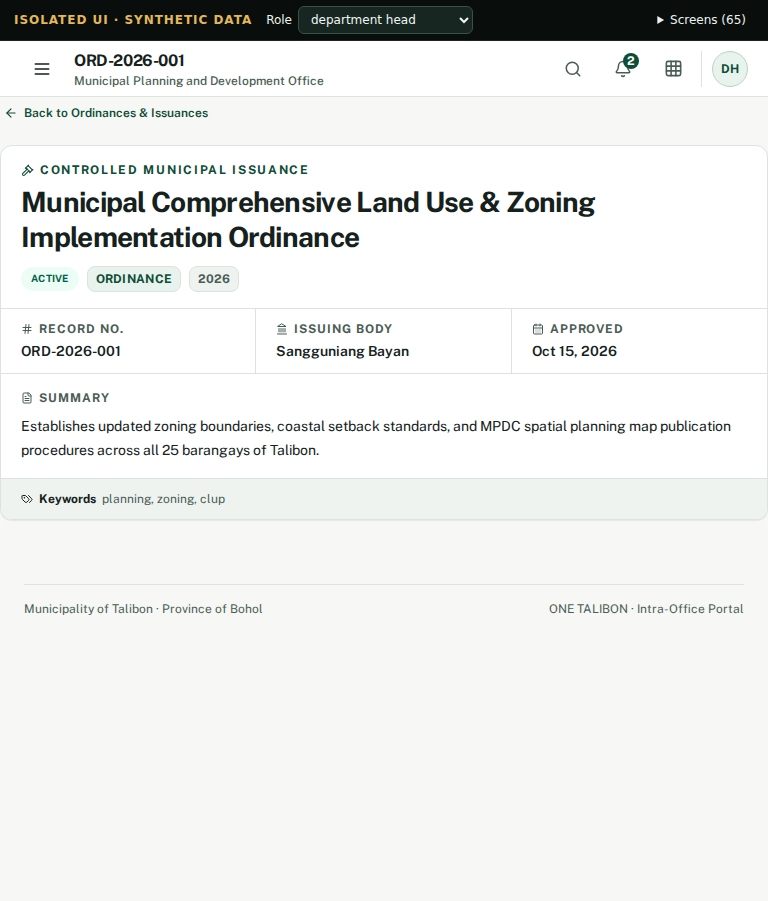 ISOLATED UI · SYNTHETIC DATA Role department head Screens (65)
ORD-2026-001
Municipal Planning and Development Office
2
DH
Back to Ordinances & Issuances
CONTROLLED MUNICIPAL ISSUANCE
Municipal Comprehensive Land Use & Zoning
Implementation Ordinance
ACTIVE ORDINANCE 2026
RECORD NO.
ORD-2026-001
ISSUING BODY
Sangguniang Bayan
APPROVED
Oct 15, 2026
SUMMARY
Establishes updated zoning boundaries, coastal setback standards, and MPDC spatial planning map publication
procedures across all 25 barangays of Talibon.
Keywords planning, zoning, clup
Municipality of Talibon · Province of Bohol
ONE TALIBON · Intra-Office Portal